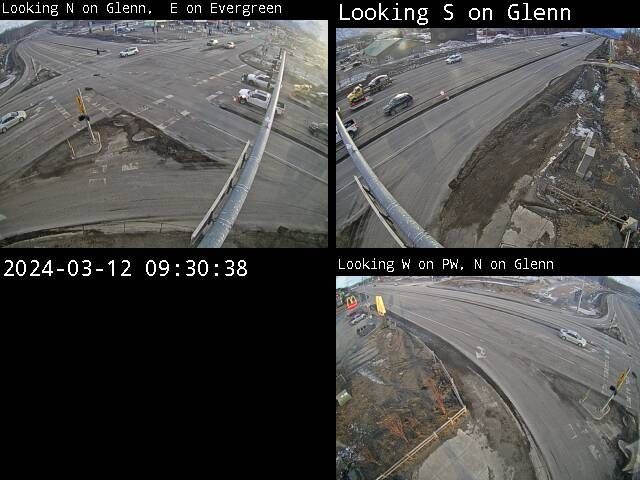 Looking N on Glenn, E on Evergreen
Looking S on Glenn
2024-03-12 09:30:38
Looking W on PW, N on Glenn